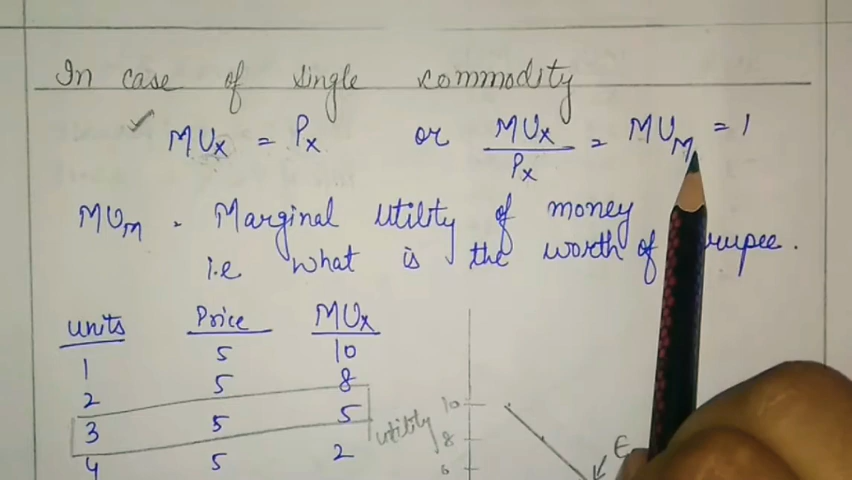 In case of single commodity
MUx = Px or MUx / Px = MUM = 1
MUM = Marginal utility of money
i.e what is the worth of rupee.
units Price MUx
1 5 10
2 5 8
3 5 5
4 5 2
utility
10
8
6
E